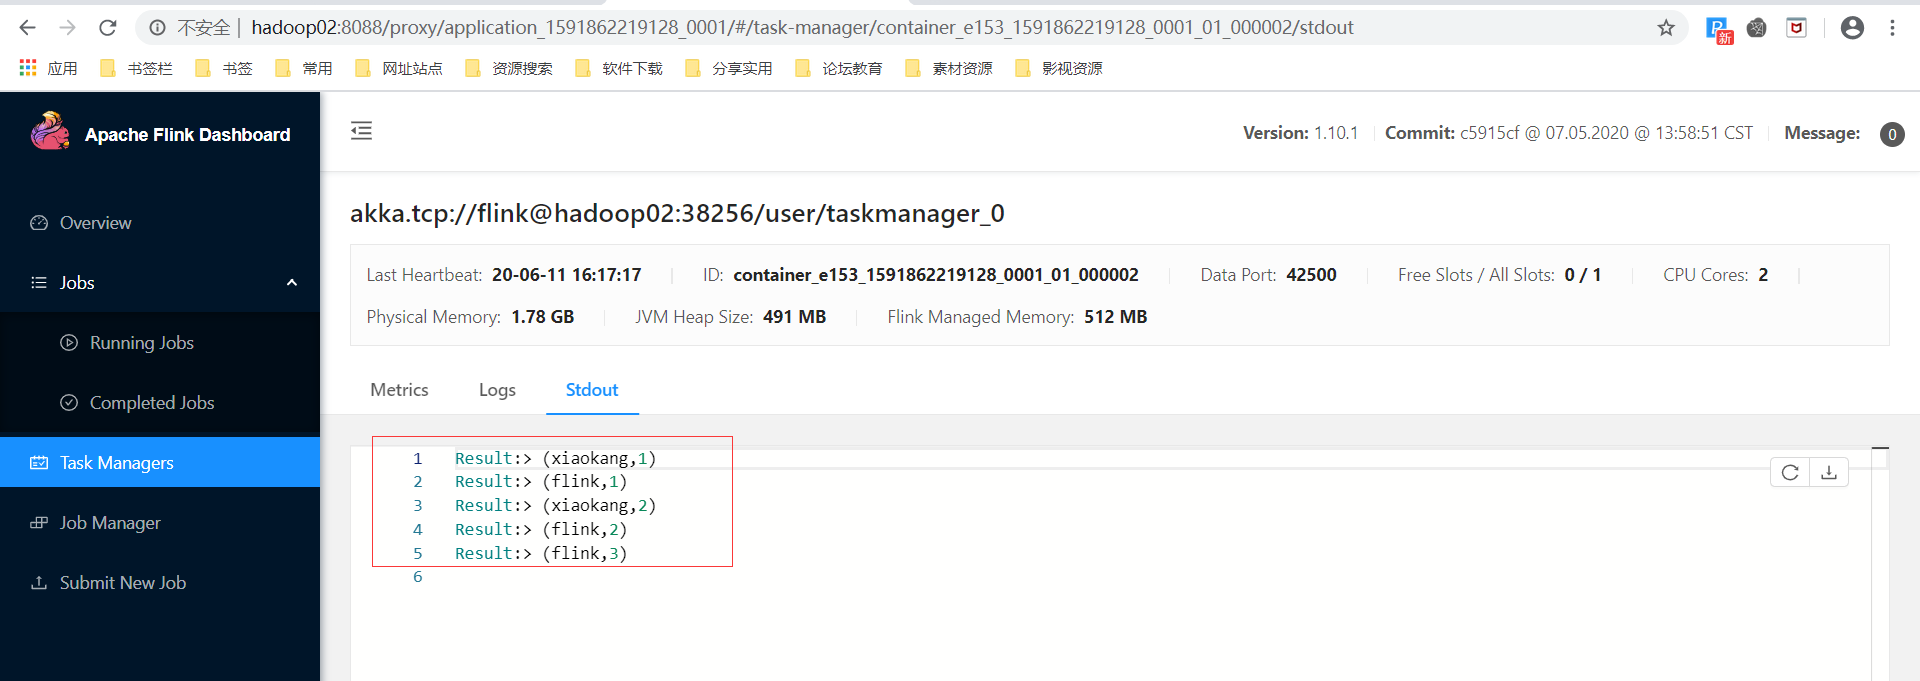 不安全 | hadoop02:8088/proxy/application_1591862219128_0001/#/task-manager/container_e153_1591862219128_0001_01_000002/stdout
新
应用 书签栏 书签 常用 网址站点 资源搜索 软件下载 分享实用 论坛教育 素材资源 影视资源
Apache Flink Dashboard
Version: 1.10.1 Commit: c5915cf @ 07.05.2020 @ 13:58:51 CST Message: 0
Overview
Jobs
Running Jobs
Completed Jobs
Task Managers
Job Manager
Submit New Job
akka.tcp://flink@hadoop02:38256/user/taskmanager_0
Last Heartbeat: 20-06-11 16:17:17 ID: container_e153_1591862219128_0001_01_000002 Data Port: 42500 Free Slots / All Slots: 0 / 1 CPU Cores: 2
Physical Memory: 1.78 GB JVM Heap Size: 491 MB Flink Managed Memory: 512 MB
Metrics Logs Stdout
1 Result:> (xiaokang,1)
2 Result:> (flink,1)
3 Result:> (xiaokang,2)
4 Result:> (flink,2)
5 Result:> (flink,3)
6